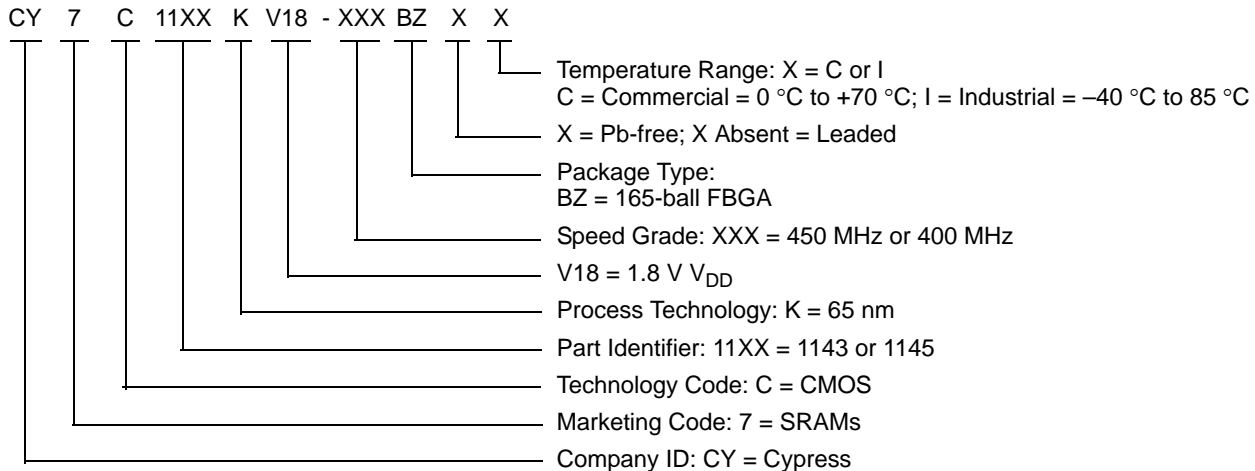 CY 7 C 11XX K V18 - XXX BZ X X
Temperature Range: X = C or I
C = Commercial = 0 °C to +70 °C; I = Industrial = –40 °C to 85 °C
X = Pb-free; X Absent = Leaded
Package Type:
BZ = 165-ball FBGA
Speed Grade: XXX = 450 MHz or 400 MHz
V18 = 1.8 V VDD
Process Technology: K = 65 nm
Part Identifier: 11XX = 1143 or 1145
Technology Code: C = CMOS
Marketing Code: 7 = SRAMs
Company ID: CY = Cypress